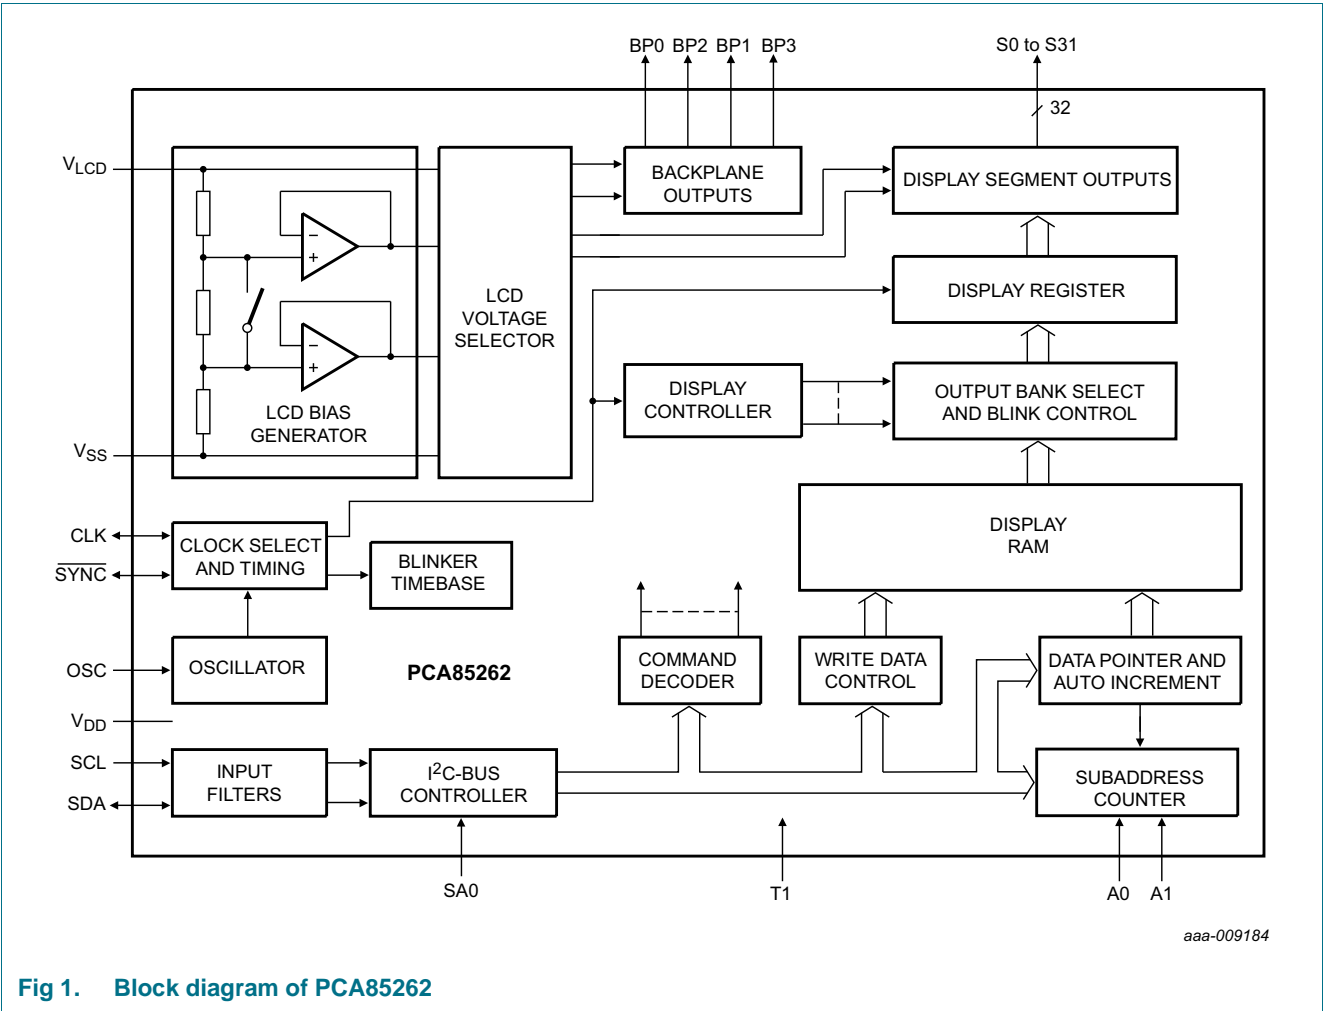 BP0 BP2 BP1 BP3
S0 to S31
32
VLCD
BACKPLANE
OUTPUTS
DISPLAY SEGMENT OUTPUTS
−
+
LCD
VOLTAGE
SELECTOR
DISPLAY REGISTER
−
+
LCD BIAS
GENERATOR
DISPLAY
CONTROLLER
OUTPUT BANK SELECT
AND BLINK CONTROL
VSS
CLK
SYNC
CLOCK SELECT
AND TIMING
BLINKER
TIMEBASE
DISPLAY
RAM
OSC
OSCILLATOR
PCA85262
COMMAND
DECODER
WRITE DATA
CONTROL
DATA POINTER AND
AUTO INCREMENT
VDD
SCL
SDA
INPUT
FILTERS
I2C-BUS
CONTROLLER
SUBADDRESS
COUNTER
SA0
T1
A0
A1
aaa-009184
Fig 1. Block diagram of PCA85262